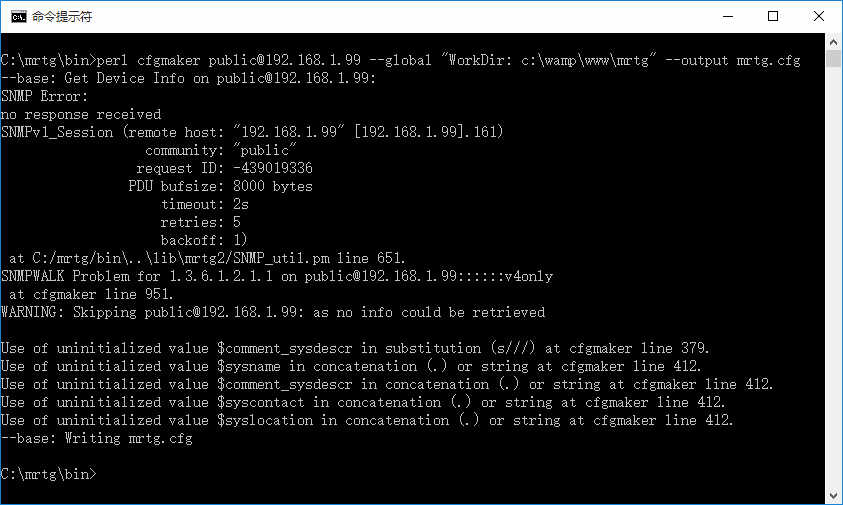 命令提示符
C:\mrtg\bin>perl cfgmaker public@192.168.1.99 --global "WorkDir: c:\wamp\www\mrtg" --output mrtg.cfg
--base: Get Device Info on public@192.168.1.99:
SNMP Error:
no response received
SNMPv1_Session (remote host: "192.168.1.99" [192.168.1.99].161)
community: "public"
request ID: -439019336
PDU bufsize: 8000 bytes
timeout: 2s
retries: 5
backoff: 1)
at C:/mrtg/bin\..\lib\mrtg2/SNMP_util.pm line 651.
SNMPWALK Problem for 1.3.6.1.2.1.1 on public@192.168.1.99::::::v4only
at cfgmaker line 951.
WARNING: Skipping public@192.168.1.99: as no info could be retrieved
Use of uninitialized value $comment_sysdescr in substitution (s///) at cfgmaker line 379.
Use of uninitialized value $sysname in concatenation (.) or string at cfgmaker line 412.
Use of uninitialized value $comment_sysdescr in concatenation (.) or string at cfgmaker line 412.
Use of uninitialized value $syscontact in concatenation (.) or string at cfgmaker line 412.
Use of uninitialized value $syslocation in concatenation (.) or string at cfgmaker line 412.
--base: Writing mrtg.cfg
C:\mrtg\bin>